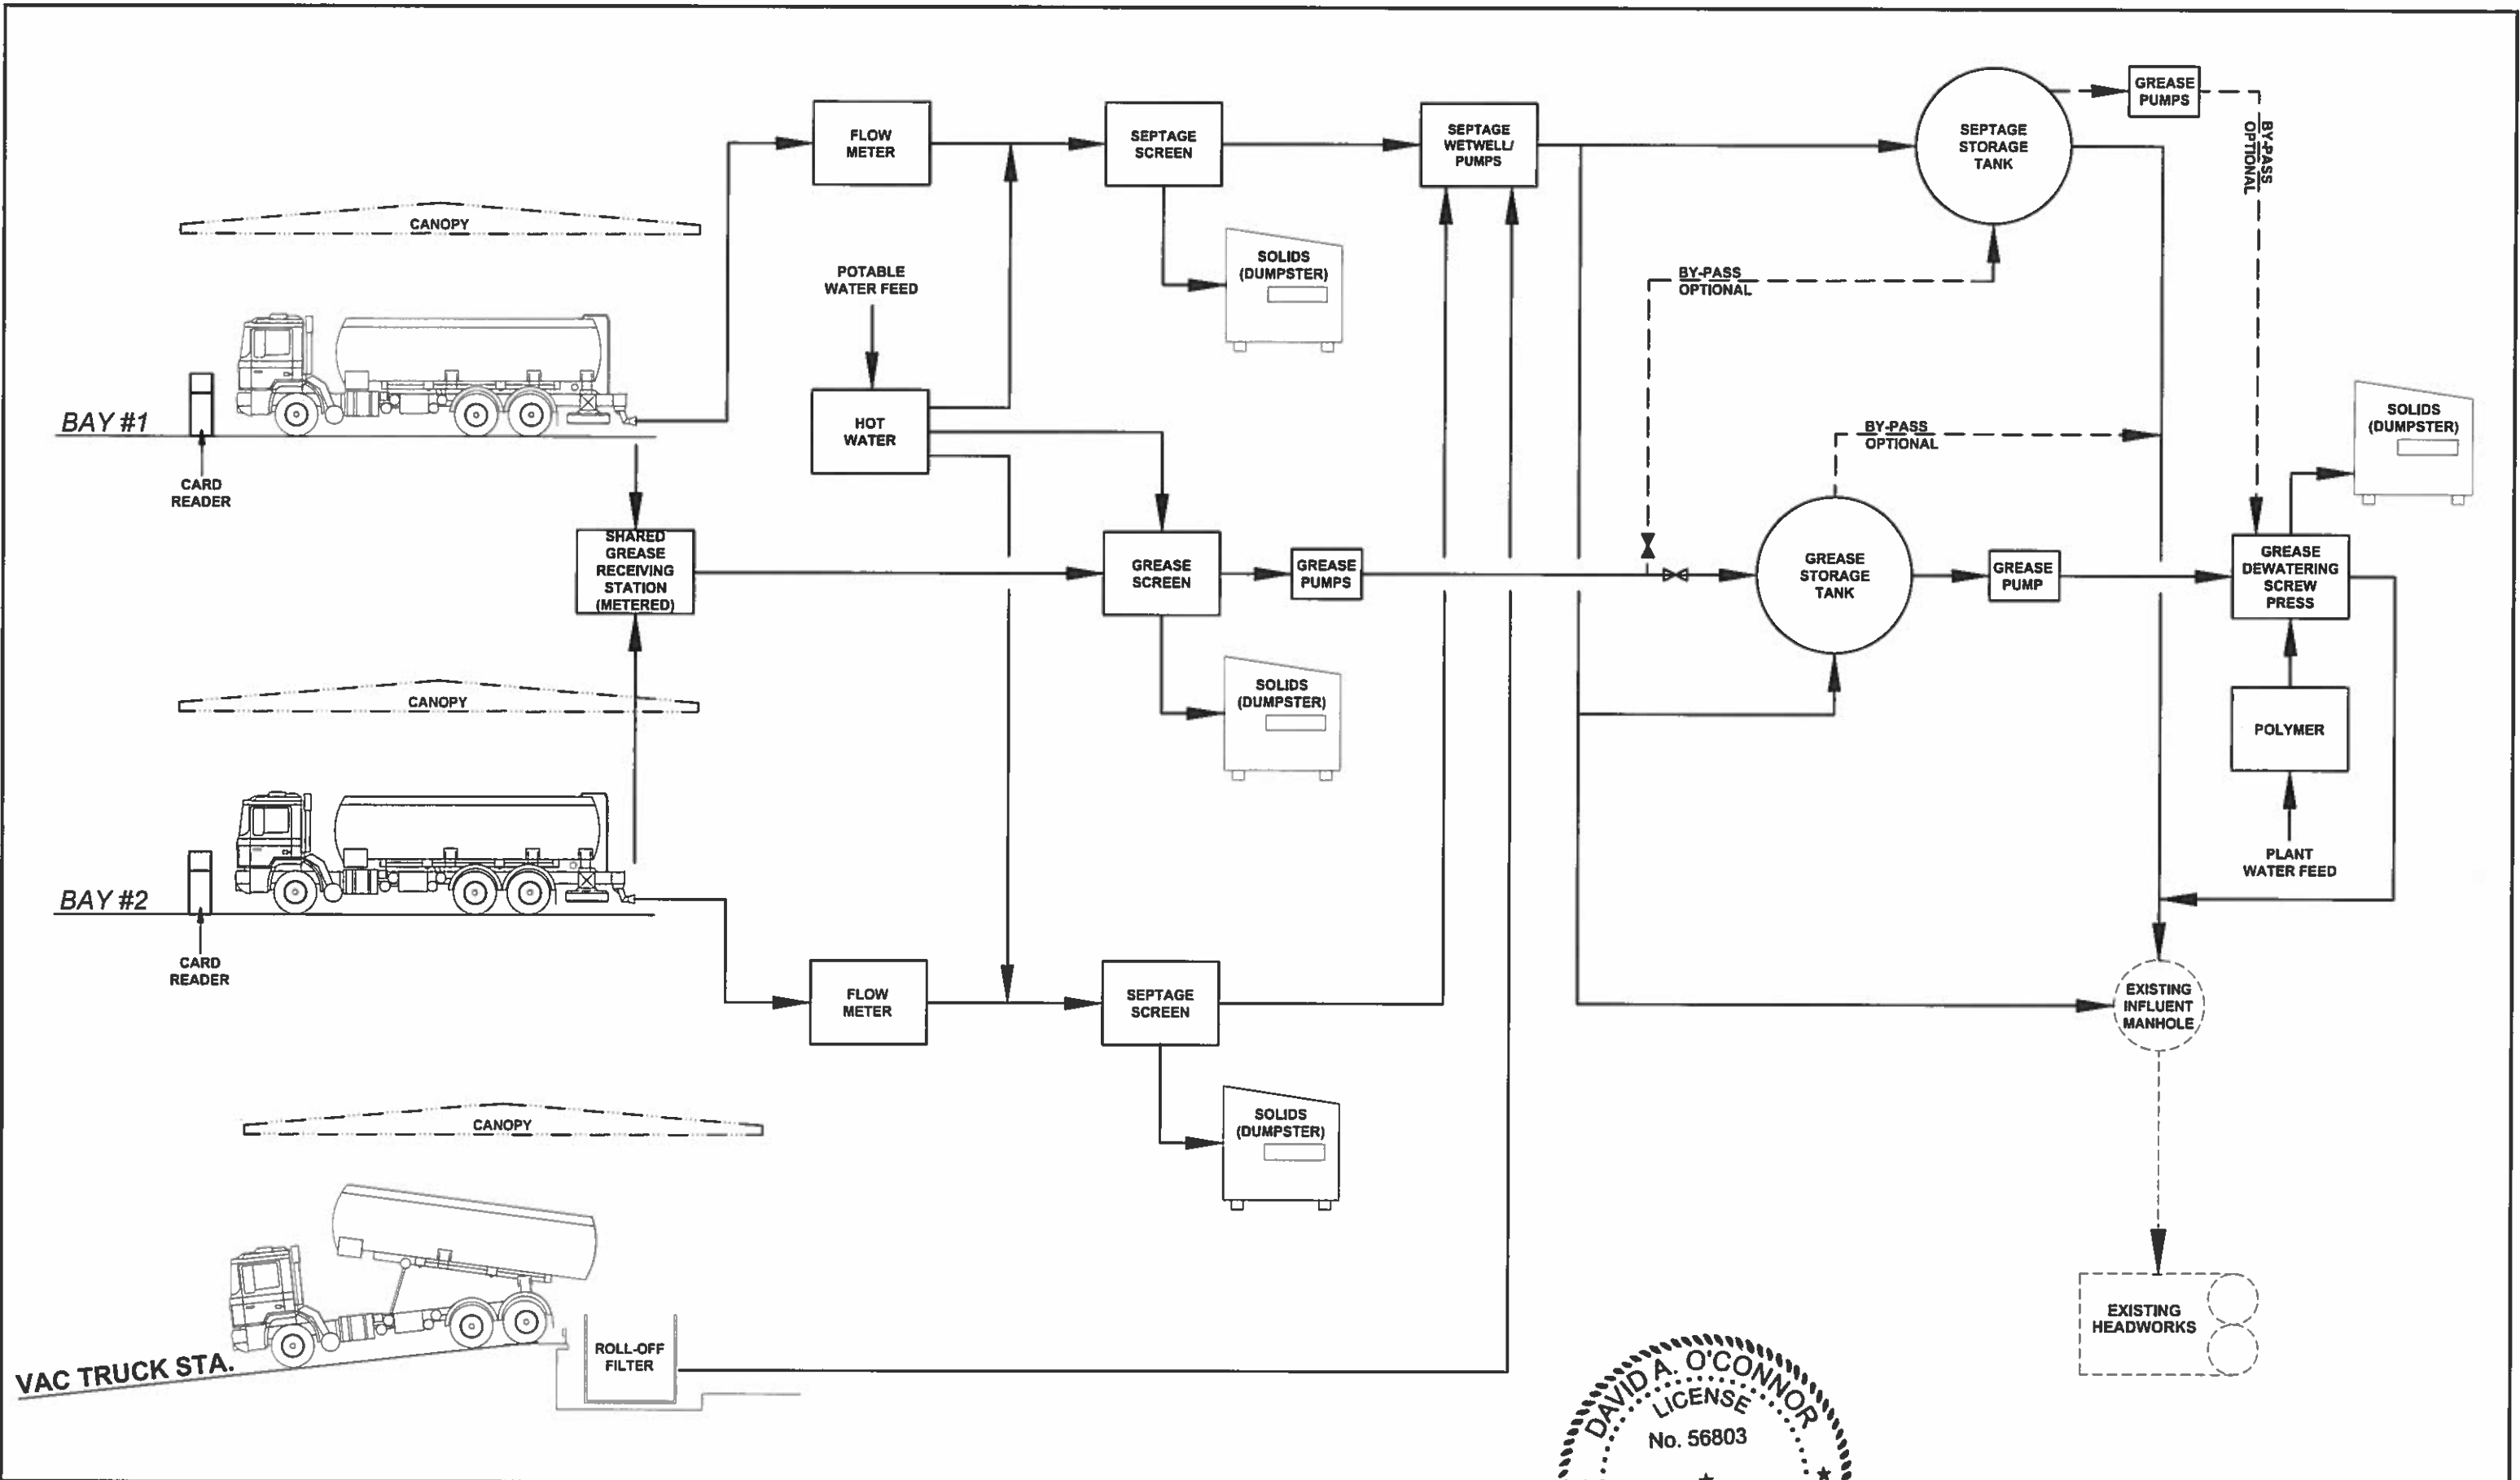 FLOW
METER
SEPTAGE
SCREEN
SEPTAGE
WETWELL/
PUMPS
SEPTAGE
STORAGE
TANK
GREASE
PUMPS
BY-PASS
OPTIONAL
CANOPY
SOLIDS
(DUMPSTER)
POTABLE
WATER FEED
BY-PASS
OPTIONAL
HOT
WATER
BAY #1
CARD
READER
BY-PASS
OPTIONAL
SOLIDS
(DUMPSTER)
SHARED
GREASE
RECEIVING
STATION
(METERED)
GREASE
SCREEN
GREASE
PUMPS
GREASE
STORAGE
TANK
GREASE
PUMP
GREASE
DEWATERING
SCREW
PRESS
CANOPY
SOLIDS
(DUMPSTER)
POLYMER
PLANT
WATER FEED
BAY #2
CARD
READER
FLOW
METER
SEPTAGE
SCREEN
EXISTING
INFLUENT
MANHOLE
CANOPY
SOLIDS
(DUMPSTER)
EXISTING
HEADWORKS
VAC TRUCK STA.
ROLL-OFF
FILTER
DAVID A. O'CONNOR
LICENSE
No. 56803